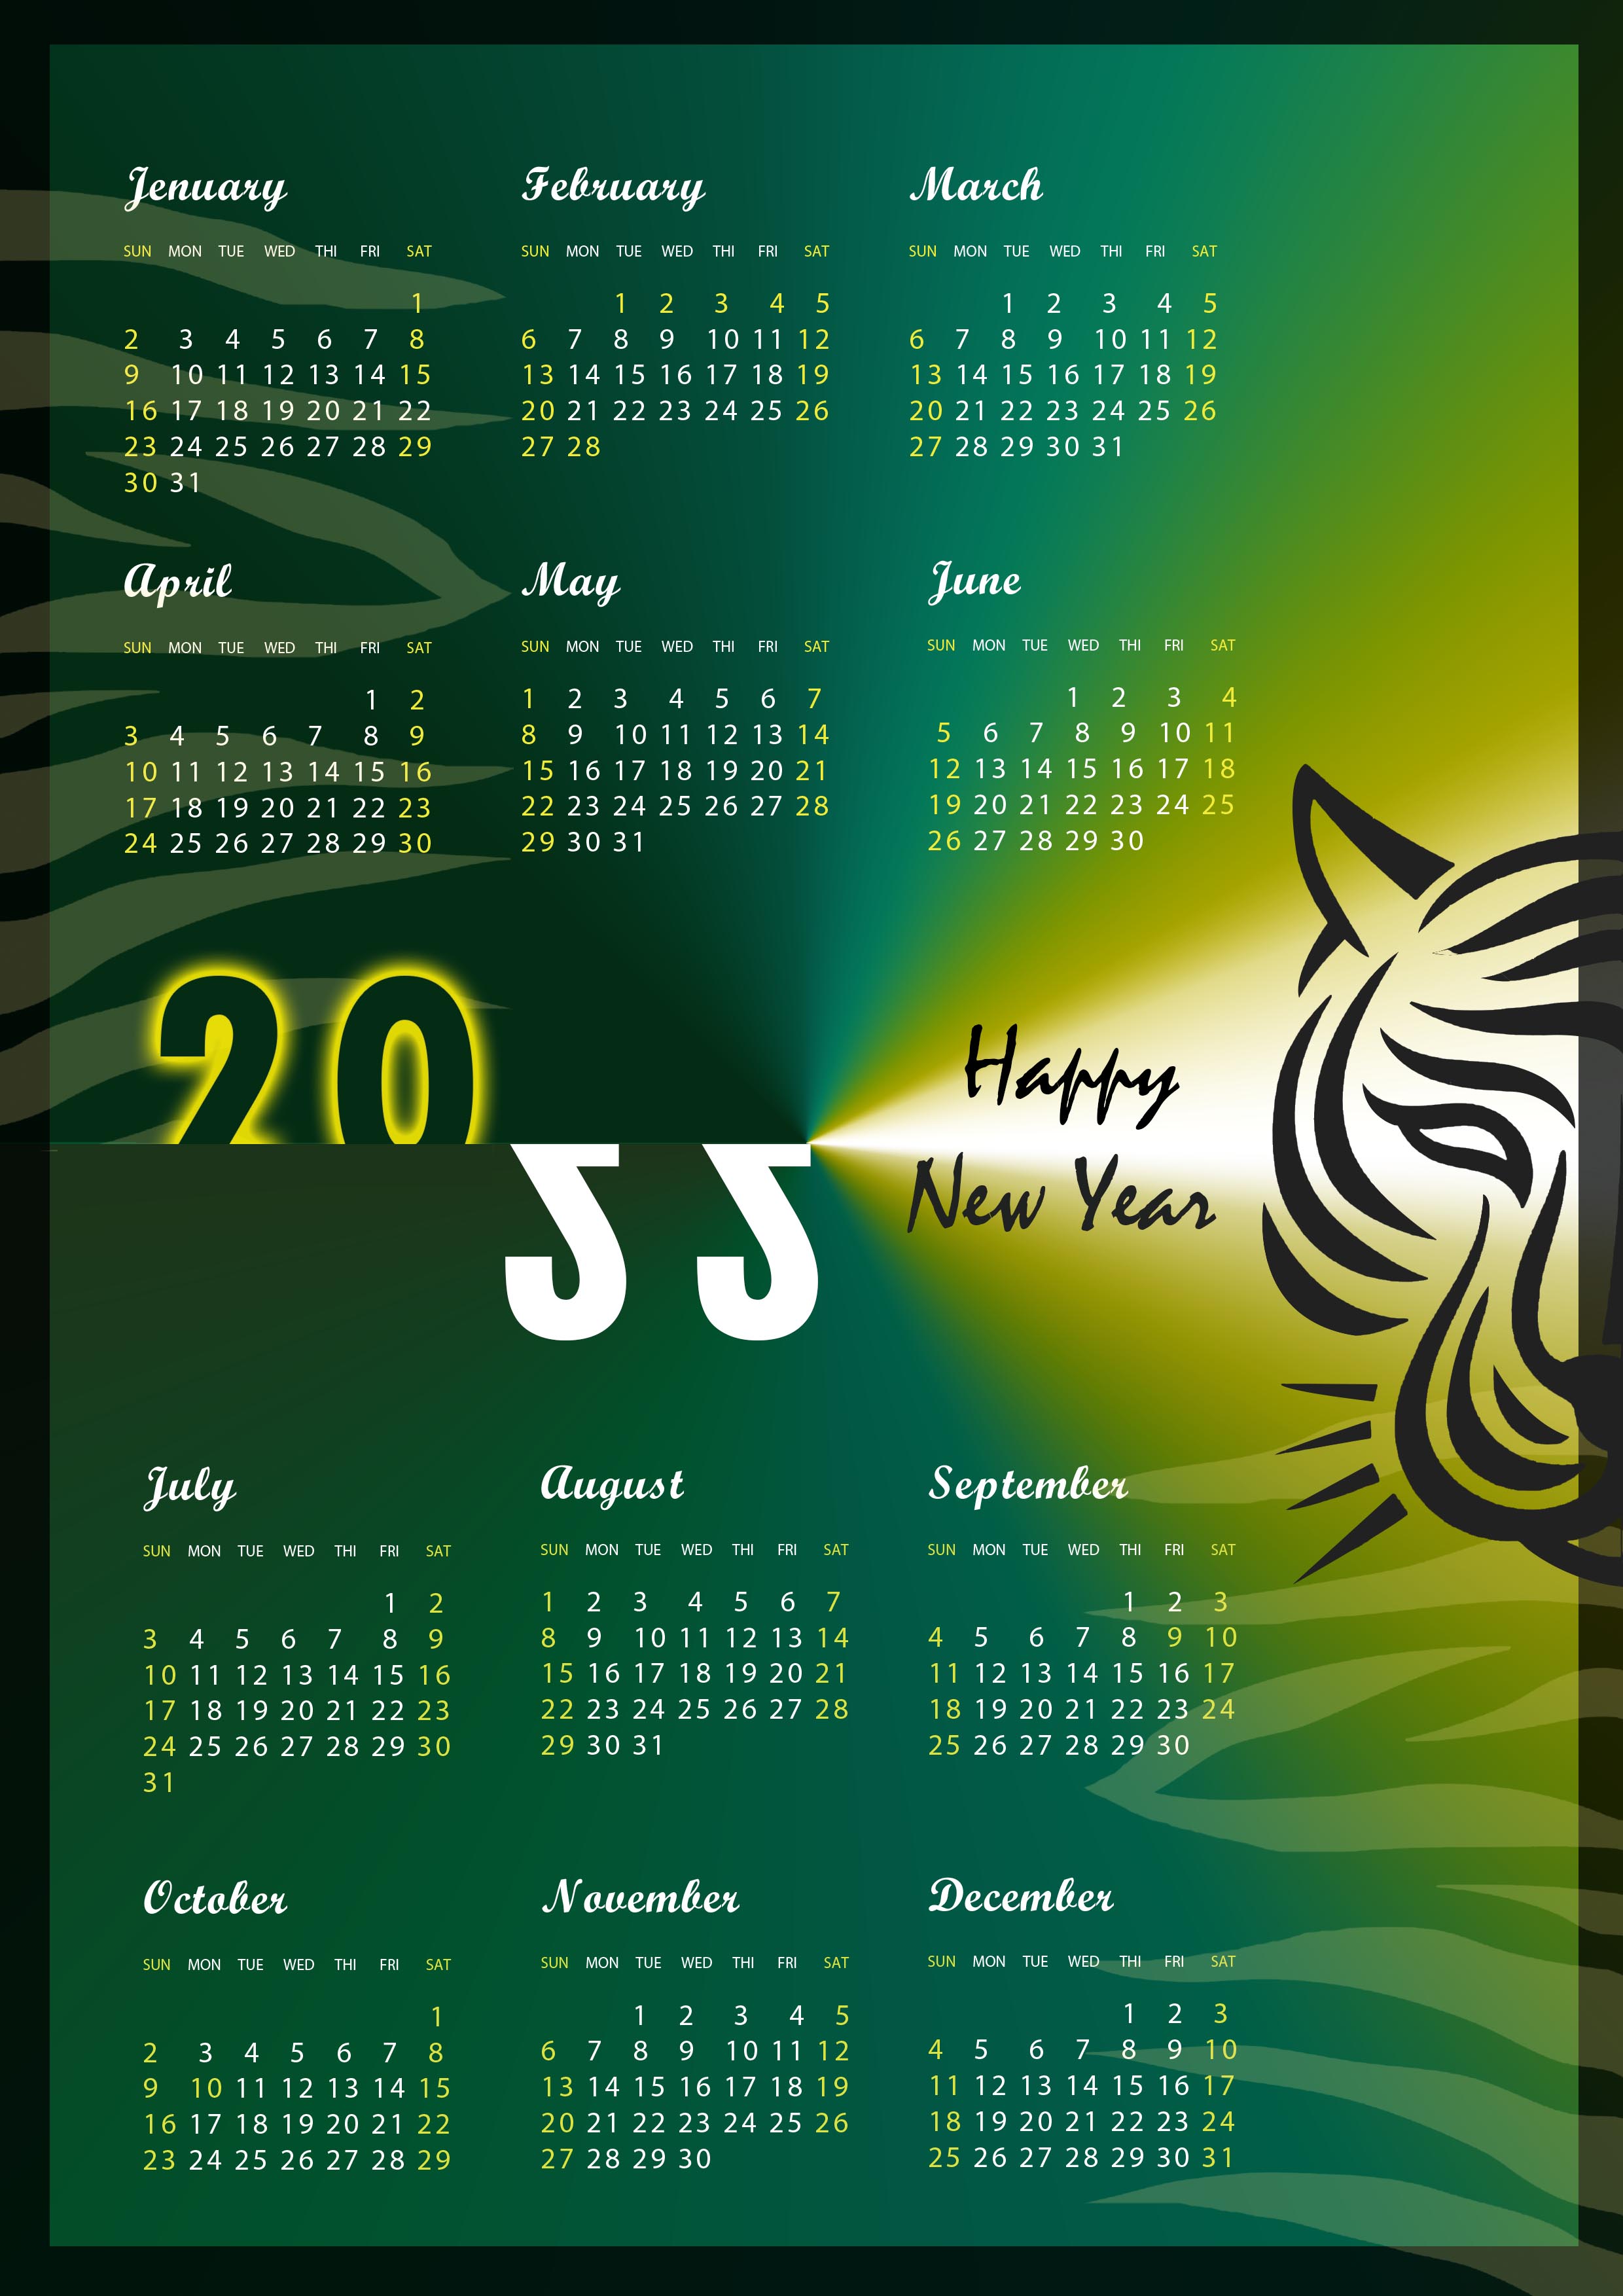 Jenuary
SUN MON TUE WED THI FRI SAT
1
2 3 4 5 6 7 8
9 10 11 12 13 14 15
16 17 18 19 20 21 22
23 24 25 26 27 28 29
30 31
February
SUN MON TUE WED THI FRI SAT
1 2 3 4 5
6 7 8 9 10 11 12
13 14 15 16 17 18 19
20 21 22 23 24 25 26
27 28
March
SUN MON TUE WED THI FRI SAT
1 2 3 4 5
6 7 8 9 10 11 12
13 14 15 16 17 18 19
20 21 22 23 24 25 26
27 28 29 30 31
April
SUN MON TUE WED THI FRI SAT
1 2
3 4 5 6 7 8 9
10 11 12 13 14 15 16
17 18 19 20 21 22 23
24 25 26 27 28 29 30
May
SUN MON TUE WED THI FRI SAT
1 2 3 4 5 6 7
8 9 10 11 12 13 14
15 16 17 18 19 20 21
22 23 24 25 26 27 28
29 30 31
June
SUN MON TUE WED THI FRI SAT
1 2 3 4
5 6 7 8 9 10 11
12 13 14 15 16 17 18
19 20 21 22 23 24 25
26 27 28 29 30
20
22
Happy
New Year
July
SUN MON TUE WED THI FRI SAT
1 2
3 4 5 6 7 8 9
10 11 12 13 14 15 16
17 18 19 20 21 22 23
24 25 26 27 28 29 30
31
August
SUN MON TUE WED THI FRI SAT
1 2 3 4 5 6 7
8 9 10 11 12 13 14
15 16 17 18 19 20 21
22 23 24 25 26 27 28
29 30 31
September
SUN MON TUE WED THI FRI SAT
1 2 3
4 5 6 7 8 9 10
11 12 13 14 15 16 17
18 19 20 21 22 23 24
25 26 27 28 29 30
October
SUN MON TUE WED THI FRI SAT
1
2 3 4 5 6 7 8
9 10 11 12 13 14 15
16 17 18 19 20 21 22
23 24 25 26 27 28 29
November
SUN MON TUE WED THI FRI SAT
1 2 3 4 5
6 7 8 9 10 11 12
13 14 15 16 17 18 19
20 21 22 23 24 25 26
27 28 29 30
December
SUN MON TUE WED THI FRI SAT
1 2 3
4 5 6 7 8 9 10
11 12 13 14 15 16 17
18 19 20 21 22 23 24
25 26 27 28 29 30 31